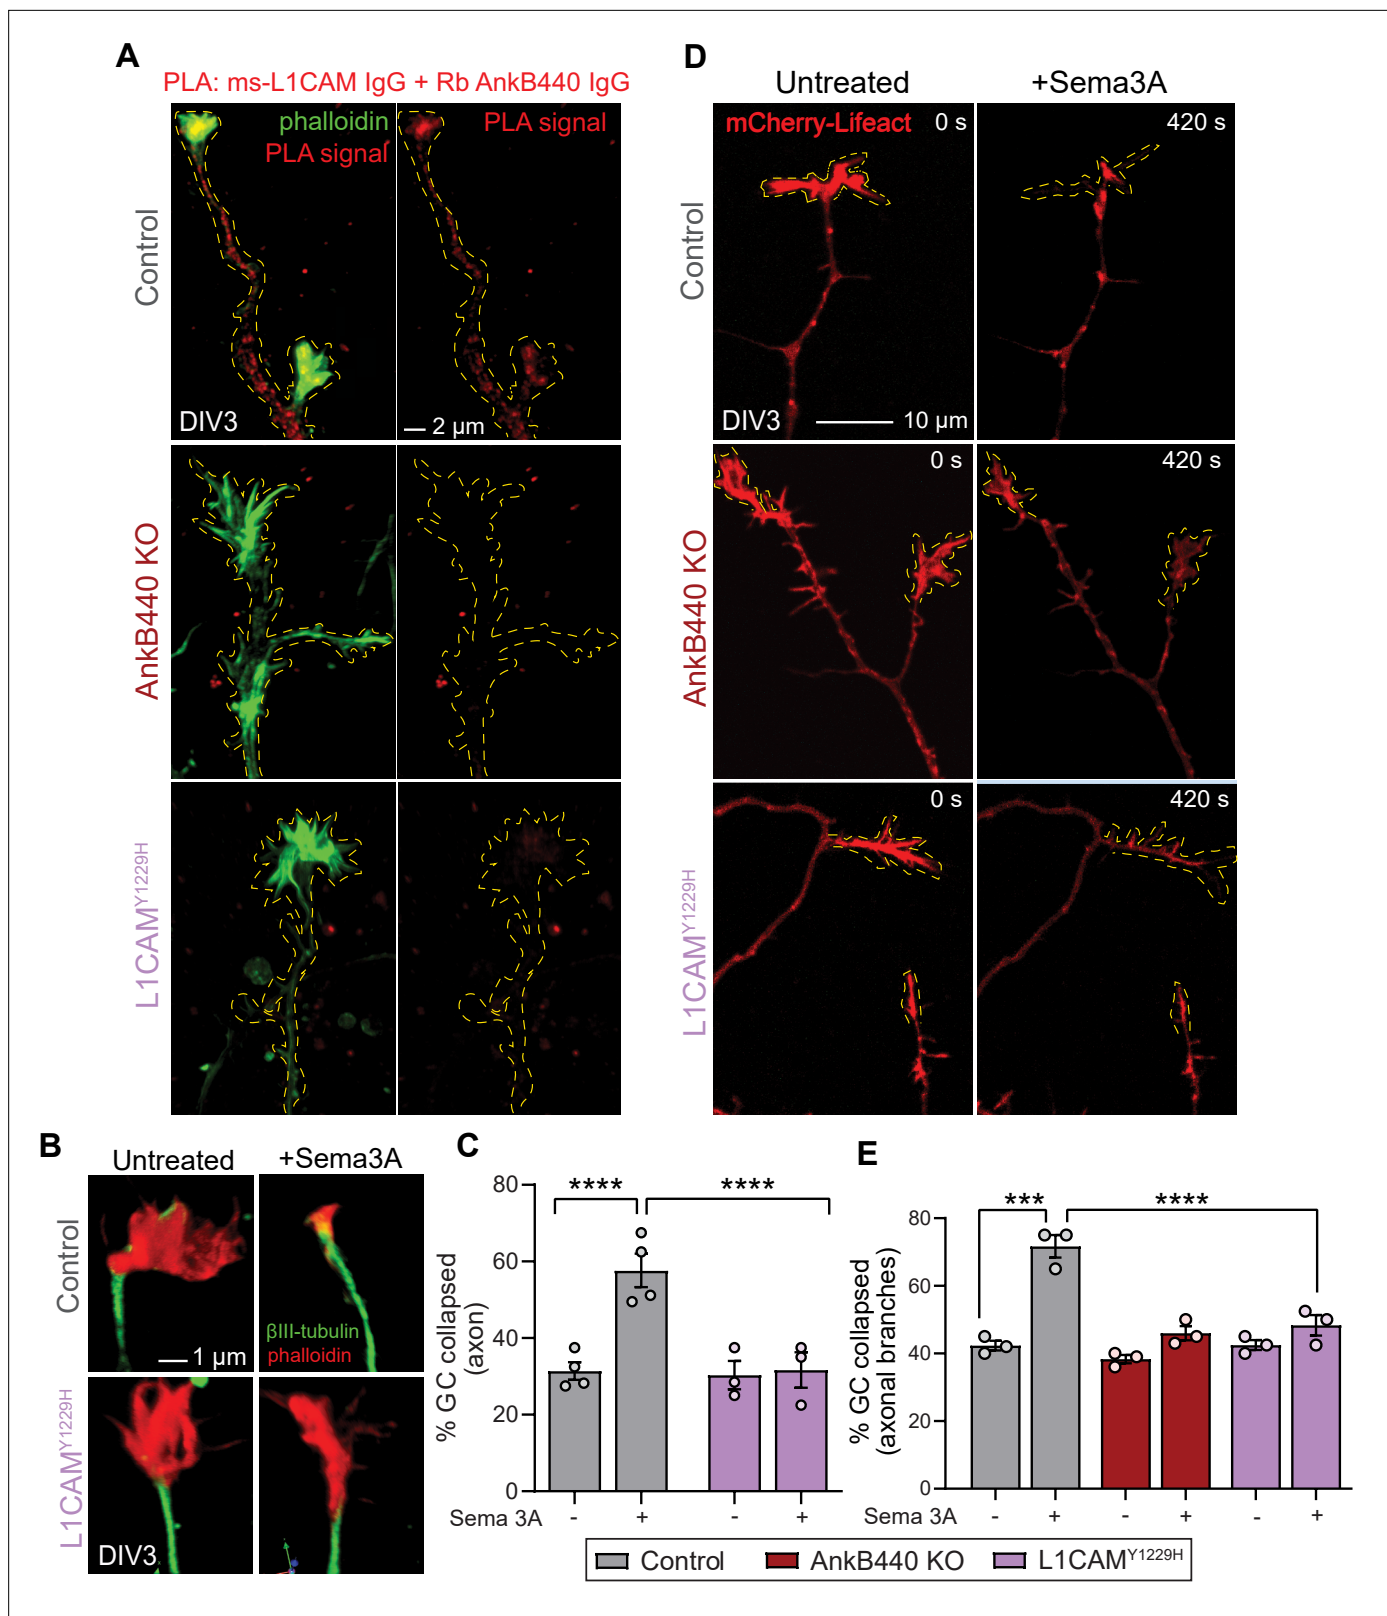 A
PLA: ms-L1CAM IgG + Rb AnkB440 IgG
phalloidin
PLA signal
PLA signal
Control
DIV3
2 µm
AnkB440 KO
L1CAMY1229H
D
Untreated
+Sema3A
mCherry-Lifeact
0 s
420 s
Control
DIV3
10 µm
AnkB440 KO
0 s
420 s
L1CAMY1229H
0 s
420 s
B
Untreated
+Sema3A
Control
1 µm
βIII-tubulin
phalloidin
L1CAMY1229H
DIV3
C
% GC collapsed
(axon)
80
60
40
20
0
****
****
Sema 3A
-
+
-
+
E
% GC collapsed
(axonal branches)
80
60
40
20
0
***
****
Sema 3A
-
+
-
+
-
+
Control
AnkB440 KO
L1CAMY1229H